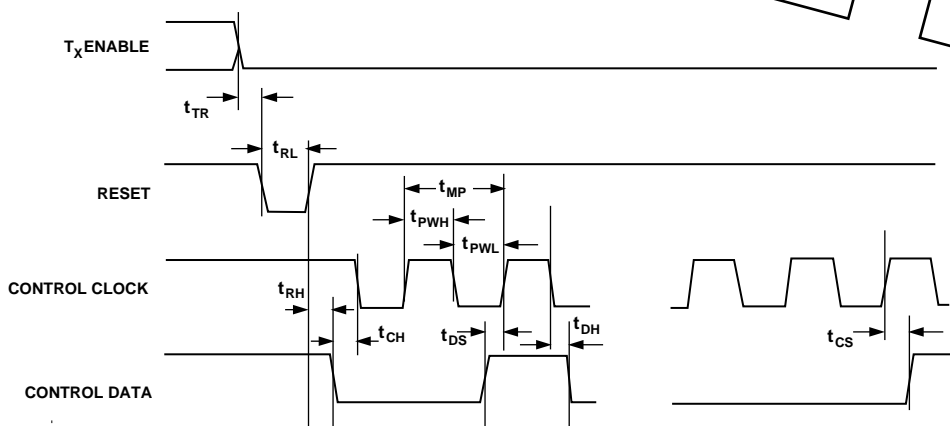 TXENABLE
tTR
tRL
RESET
tMP
tPWH
tPWL
CONTROL CLOCK
tRH
tCH
tDS
tDH
tCS
CONTROL DATA